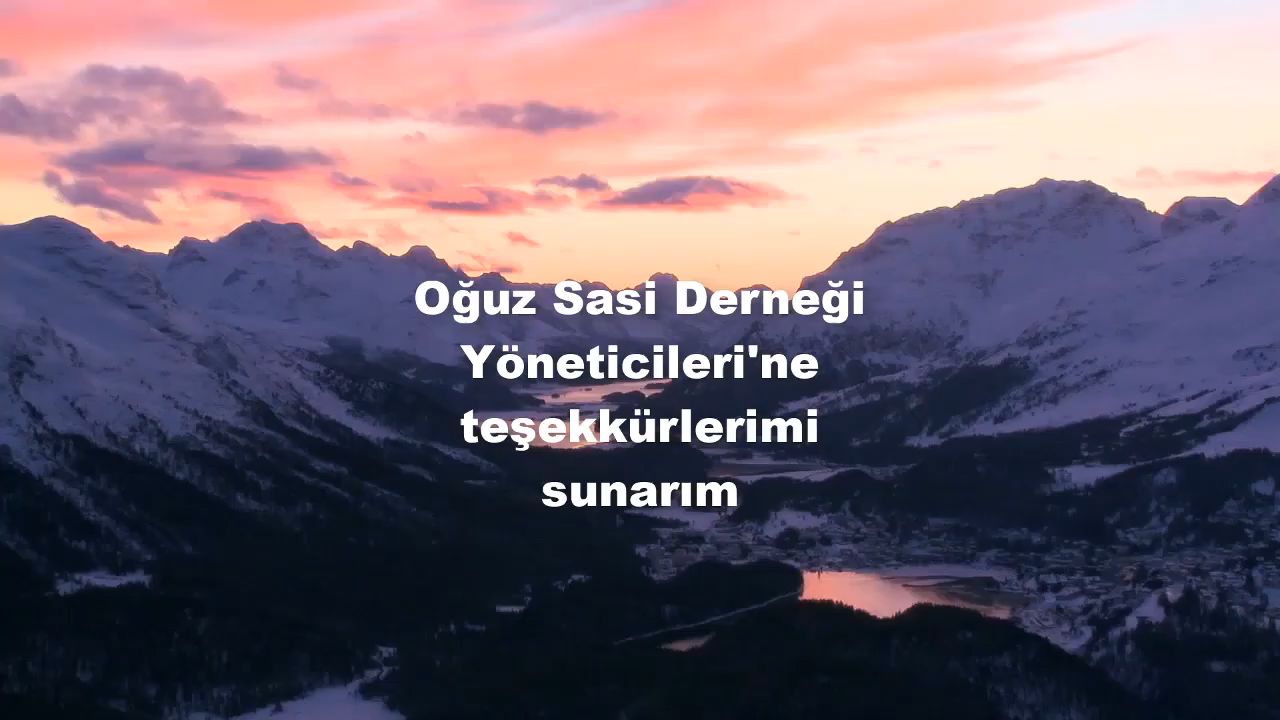 Oğuz Sasi Derneği
Yöneticileri'ne
teşekkürlerimi
sunarım